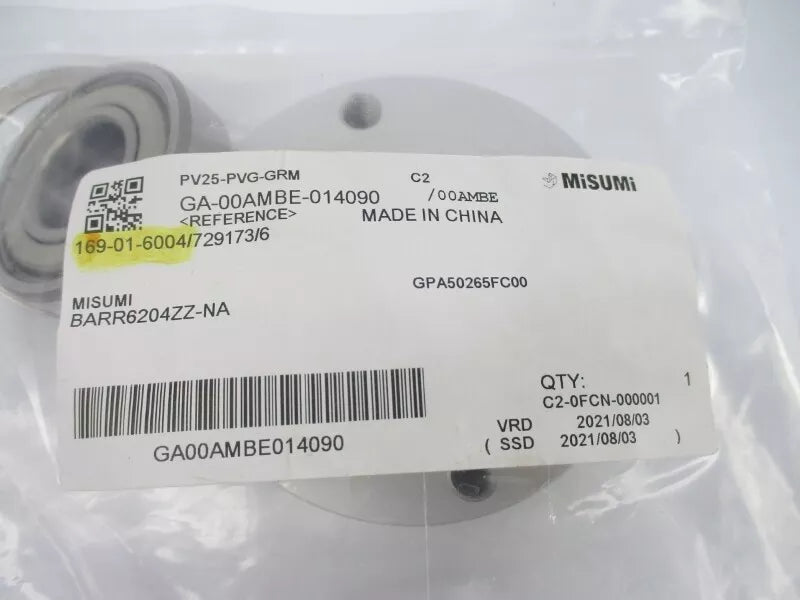 PV25-PVG-GRM C2 MiSUMi
GA-00AMBE-014090 /00AMBE
<REFERENCE> MADE IN CHINA
169-01-6004/729173/6
GPA50265FC00
MISUMI
BARR6204ZZ-NA
QTY: 1
C2-0FCN-000001
VRD 2021/08/03
( SSD 2021/08/03 )
GA00AMBE014090